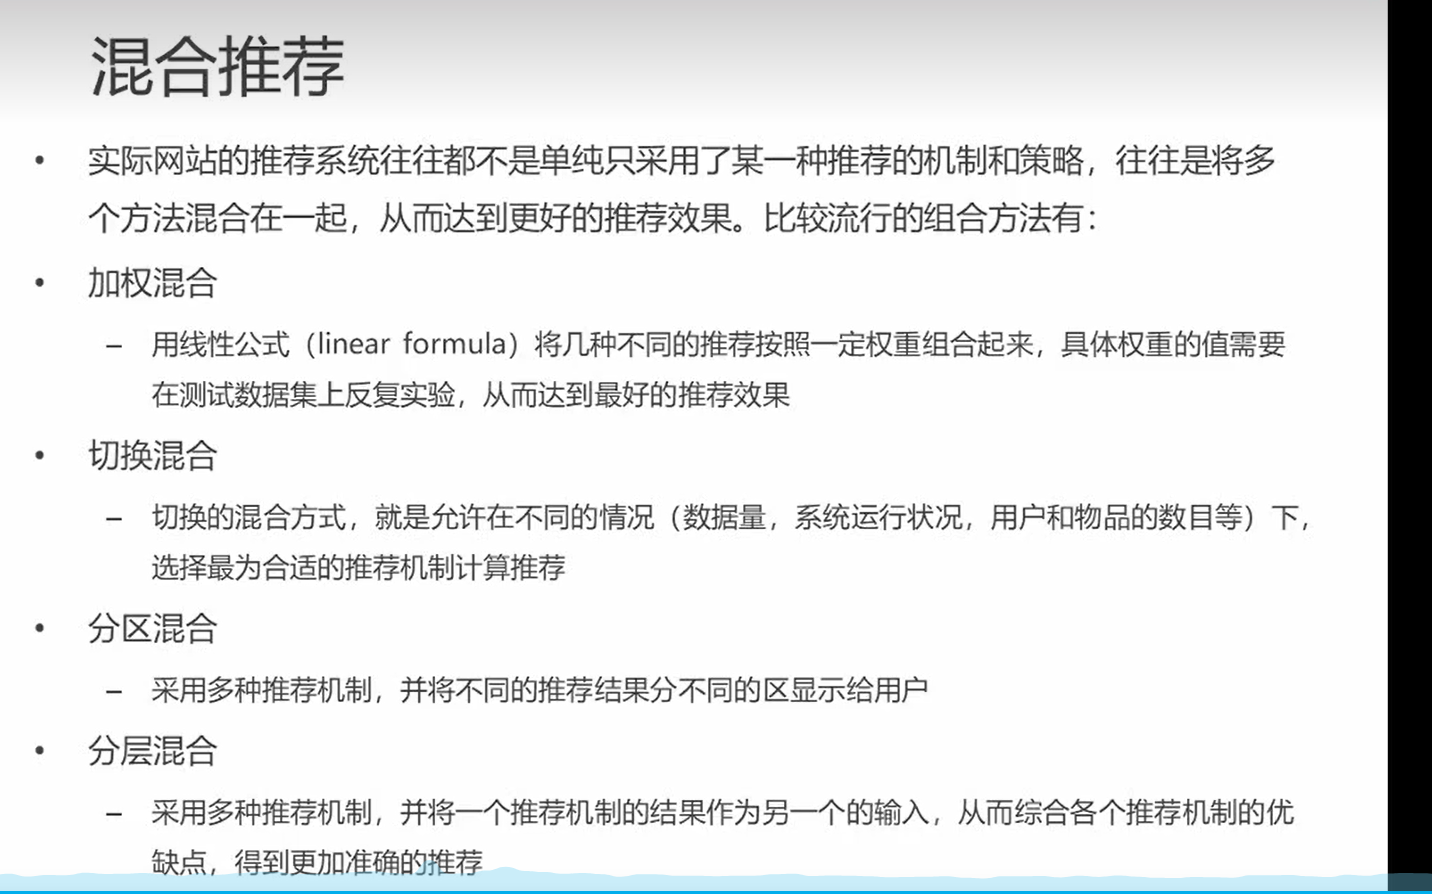 混合推荐
• 实际网站的推荐系统往往都不是单纯只采用了某一种推荐的机制和策略，往往是将多
个方法混合在一起，从而达到更好的推荐效果。比较流行的组合方法有：
• 加权混合
– 用线性公式（linear formula）将几种不同的推荐按照一定权重组合起来，具体权重的值需要
在测试数据集上反复实验，从而达到最好的推荐效果
• 切换混合
– 切换的混合方式，就是允许在不同的情况（数据量，系统运行状况，用户和物品的数目等）下，
选择最为合适的推荐机制计算推荐
• 分区混合
– 采用多种推荐机制，并将不同的推荐结果分不同的区显示给用户
• 分层混合
– 采用多种推荐机制，并将一个推荐机制的结果作为另一个的输入，从而综合各个推荐机制的优
缺点，得到更加准确的推荐